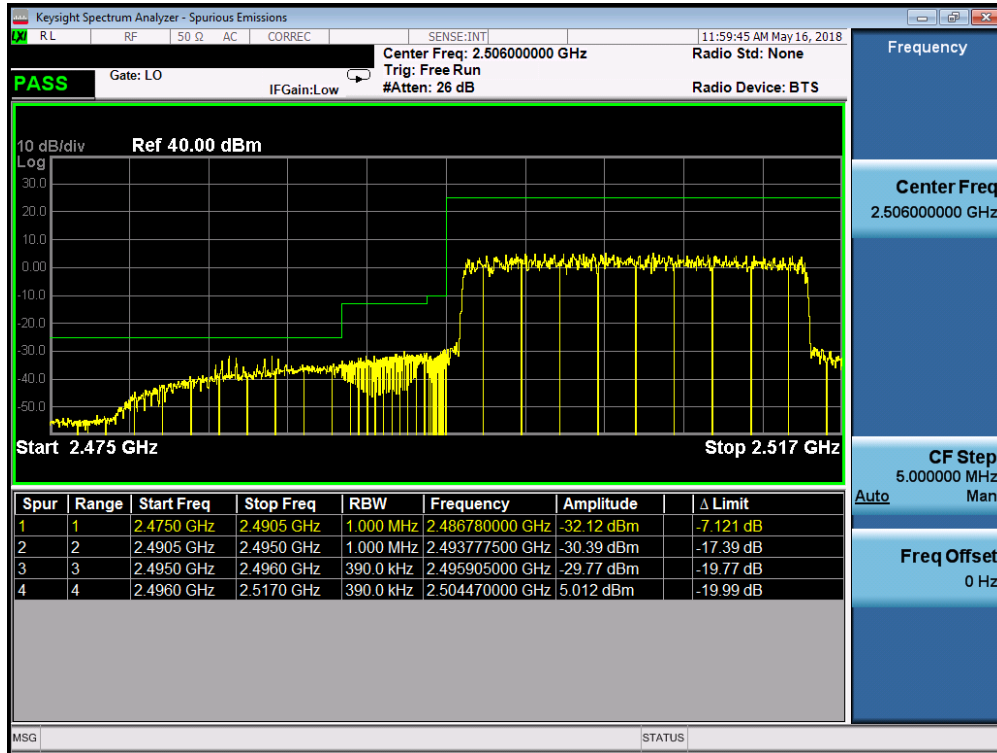 Keysight Spectrum Analyzer - Spurious Emissions
LXI RL RF 50 Ω AC CORREC SENSE:INT 11:59:45 AM May 16, 2018
Center Freq: 2.506000000 GHz Radio Std: None
Trig: Free Run
PASS Gate: LO IFGain:Low #Atten: 26 dB Radio Device: BTS
10 dB/div Ref 40.00 dBm
Log
30.0
20.0
10.0
0.00
-10.0
-20.0
-30.0
-40.0
-50.0
Start 2.475 GHz Stop 2.517 GHz
Spur Range Start Freq Stop Freq RBW Frequency Amplitude Δ Limit
1 1 2.4750 GHz 2.4905 GHz 1.000 MHz 2.486780000 GHz -32.12 dBm -7.121 dB
2 2 2.4905 GHz 2.4950 GHz 1.000 MHz 2.493777500 GHz -30.39 dBm -17.39 dB
3 3 2.4950 GHz 2.4960 GHz 390.0 kHz 2.495905000 GHz -29.77 dBm -19.77 dB
4 4 2.4960 GHz 2.5170 GHz 390.0 kHz 2.504470000 GHz 5.012 dBm -19.99 dB
MSG STATUS
Frequency
Center Freq
2.506000000 GHz
CF Step
5.000000 MHz
Auto Man
Freq Offset
0 Hz